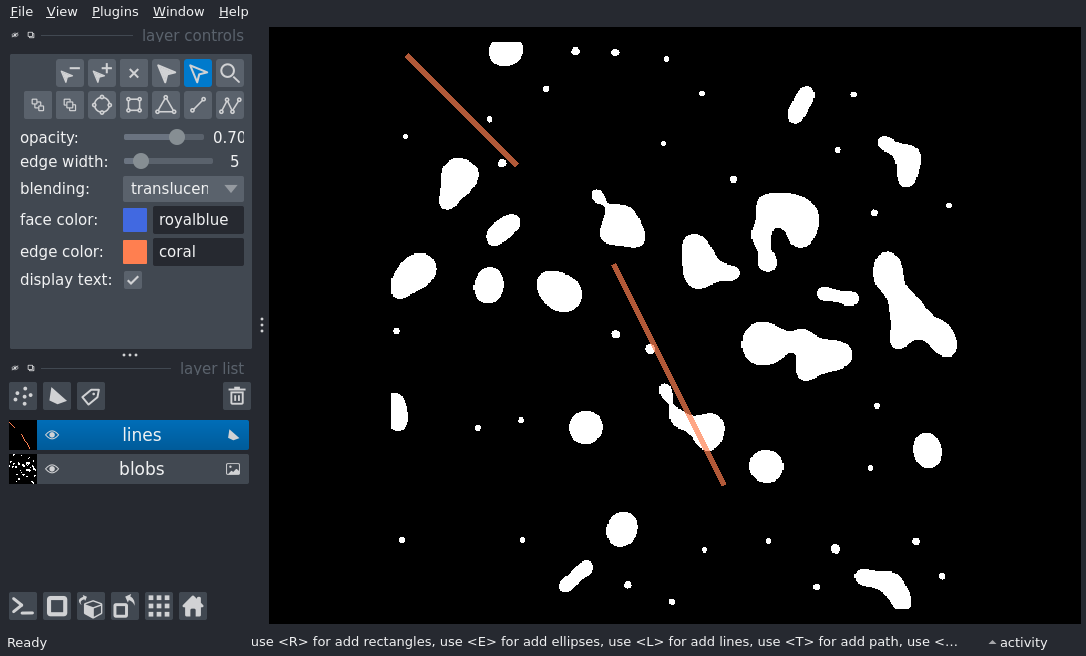 File View Plugins Window Help
layer controls
opacity: 0.70
edge width: 5
blending: translucen
face color: royalblue
edge color: coral
display text:
layer list
lines
blobs
Ready use <R> for add rectangles, use <E> for add ellipses, use <L> for add lines, use <T> for add path, use <... activity